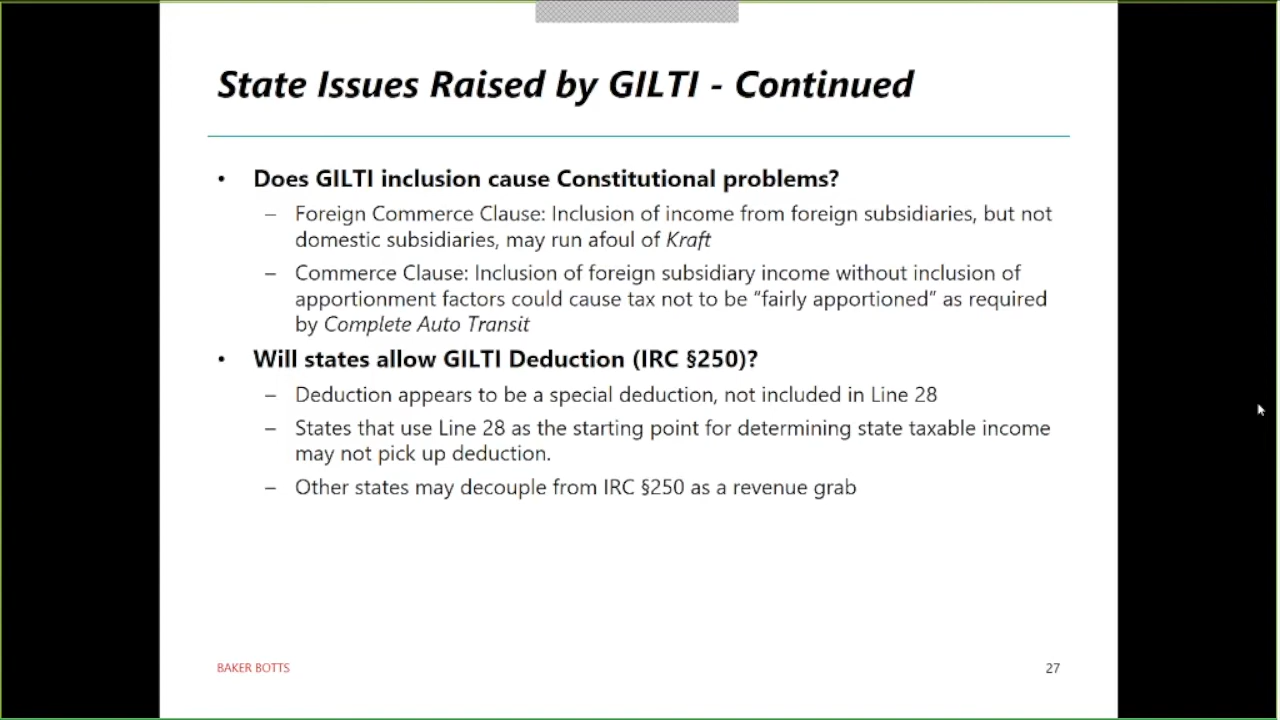 State Issues Raised by GILTI - Continued
• Does GILTI inclusion cause Constitutional problems?
– Foreign Commerce Clause: Inclusion of income from foreign subsidiaries, but not
domestic subsidiaries, may run afoul of Kraft
– Commerce Clause: Inclusion of foreign subsidiary income without inclusion of
apportionment factors could cause tax not to be “fairly apportioned” as required
by Complete Auto Transit
• Will states allow GILTI Deduction (IRC §250)?
– Deduction appears to be a special deduction, not included in Line 28
– States that use Line 28 as the starting point for determining state taxable income
may not pick up deduction.
– Other states may decouple from IRC §250 as a revenue grab
BAKER BOTTS
27